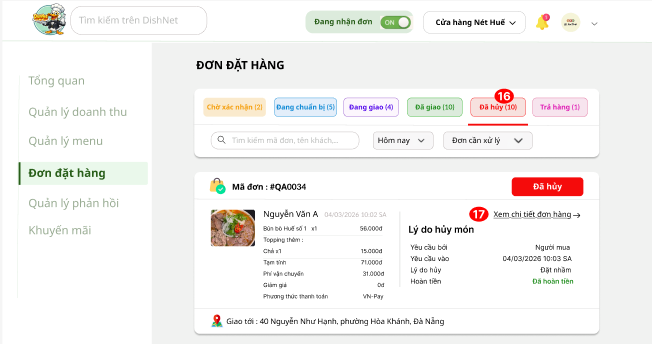 Tìm kiếm trên DishNet
Đang nhận đơn
ON
Cửa hàng Nét Huế
Tổng quan
Quản lý doanh thu
Quản lý menu
Đơn đặt hàng
Quản lý phản hồi
Khuyến mãi
ĐƠN ĐẶT HÀNG
16
Chờ xác nhận (2)
Đang chuẩn bị (5)
Đang giao (4)
Đã giao (10)
Đã hủy (10)
Trả hàng (1)
Tìm kiếm mã đơn, tên khách,...
Hôm nay
Đơn cần xử lý
Mã đơn : #QA0034
Đã hủy
Nguyễn Văn A 04/03/2026 10:02 SA
Bún bò Huế số 1 x1 56.000đ
Topping thêm :
Chả x1 15.000đ
Tạm tính 71.000đ
Phí vận chuyển 31.000đ
Giảm giá 0đ
Phương thức thanh toán VN-Pay
17 Xem chi tiết đơn hàng
Lý do hủy món
Yêu cầu bởi Người mua
Yêu cầu vào 04/03/2026 10:03 SA
Lý do hủy Đặt nhầm
Hoàn tiền Đã hoàn tiền
Giao tới : 40 Nguyễn Như Hạnh, phường Hòa Khánh, Đà Nẵng